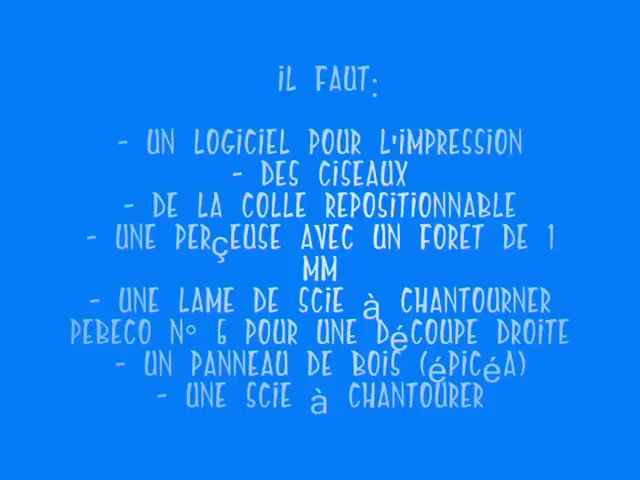 IL FAUT:
- UN LOGICIEL POUR L'IMPRESSION
- DES CISEAUX
- DE LA COLLE REPOSITIONNABLE
- UNE PERÇEUSE AVEC UN FORET DE 1
MM
- UNE LAME DE SCIE à CHANTOURNER
PEBECO N° 6 POUR UNE DéCOUPE DROITE
- UN PANNEAU DE BOIS (éPICéA)
- UNE SCIE à CHANTOURER